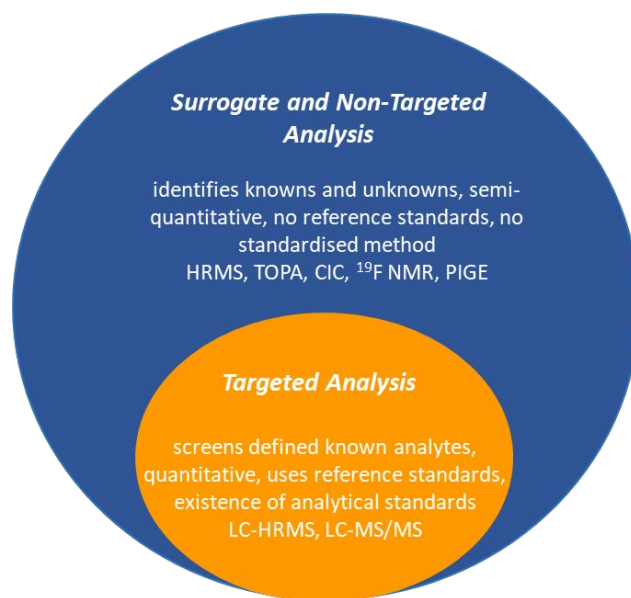 Surrogate and Non-Targeted
Analysis
identifies knowns and unknowns, semi-
quantitative, no reference standards, no
standardised method
HRMS, TOPA, CIC, ¹⁹F NMR, PIGE
Targeted Analysis
screens defined known analytes,
quantitative, uses reference standards,
existence of analytical standards
LC-HRMS, LC-MS/MS